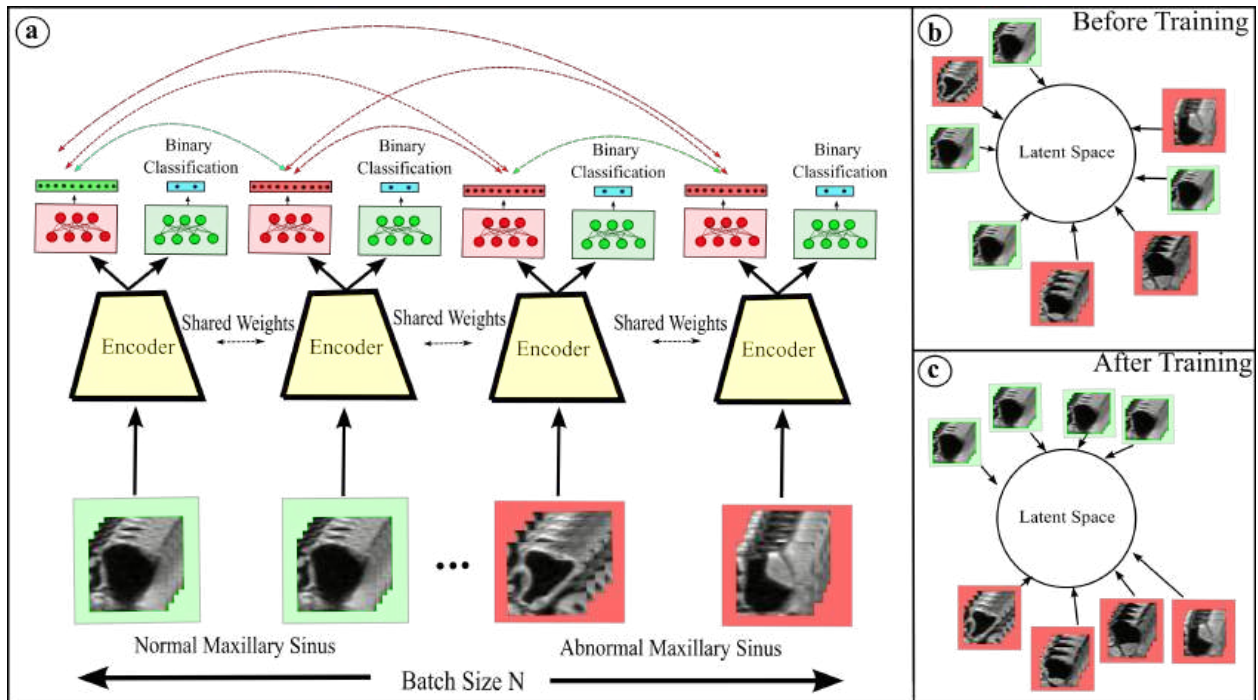 a
Binary
Classification
Binary
Classification
Binary
Classification
Binary
Classification
Shared Weights
Shared Weights
Shared Weights
Encoder
Encoder
Encoder
Encoder
Normal Maxillary Sinus
Abnormal Maxillary Sinus
Batch Size N
b
Before Training
Latent Space
c
After Training
Latent Space